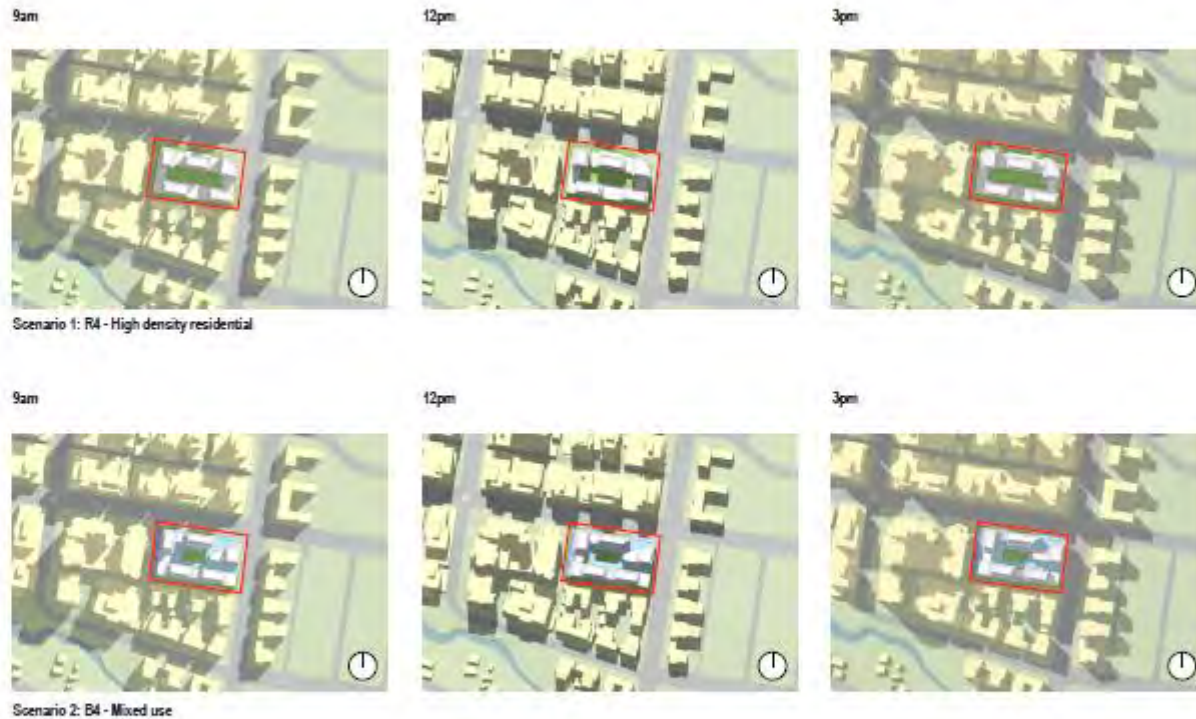 9am
12pm
3pm
Scenario 1: R4 - High density residential
9am
12pm
3pm
Scenario 2: B4 - Mixed use